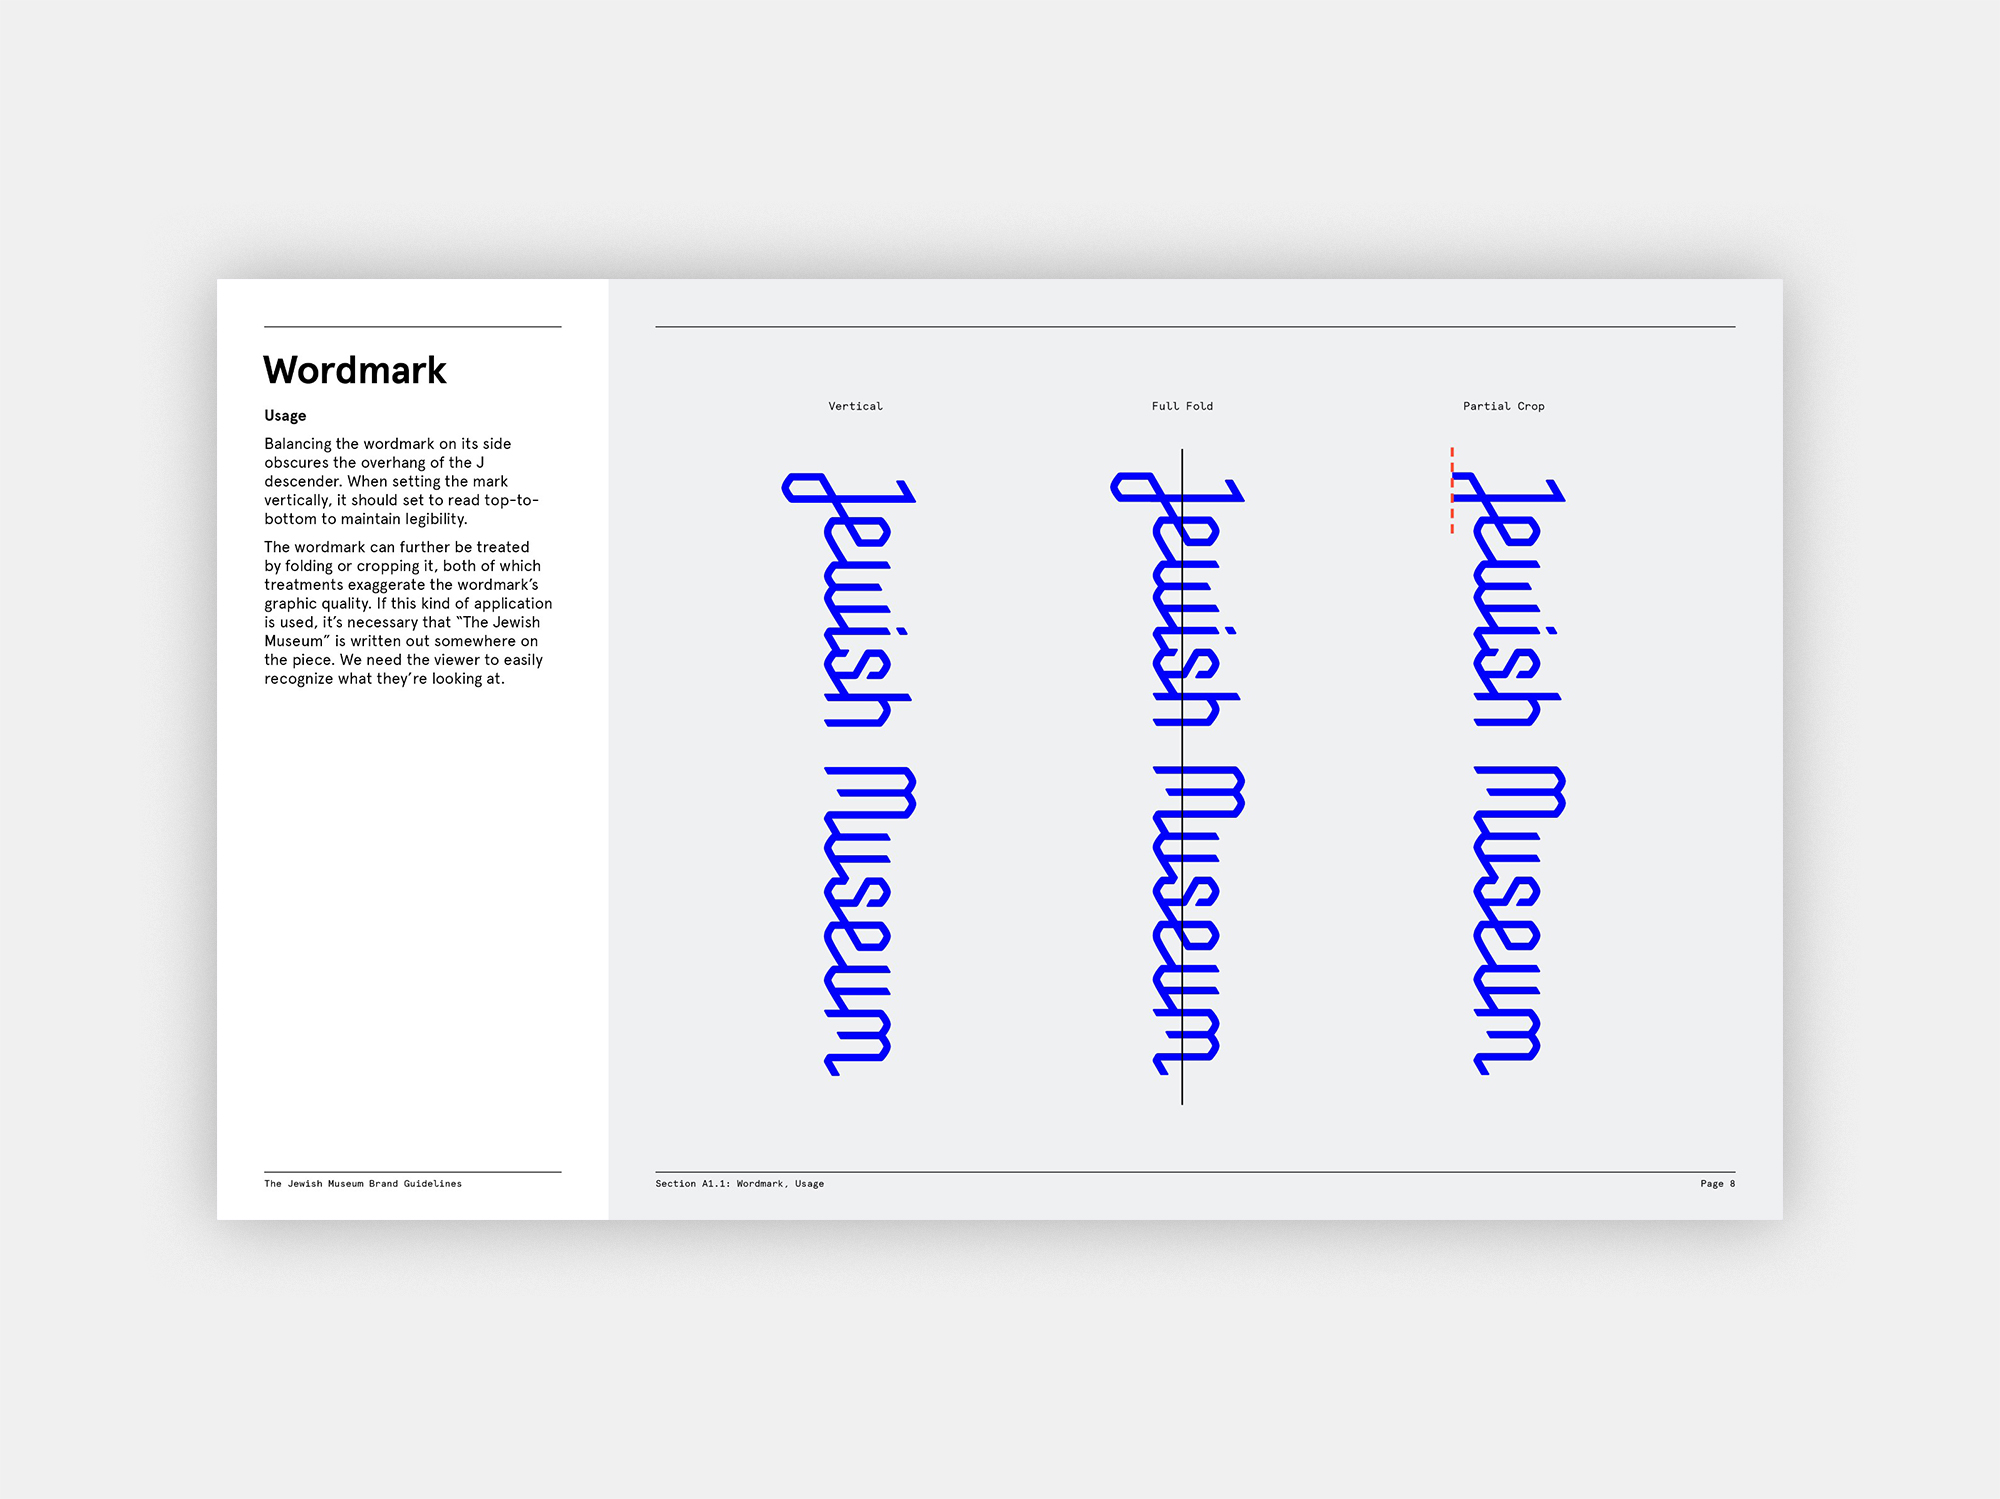 Wordmark
Usage
Balancing the wordmark on its side
obscures the overhang of the J
descender. When setting the mark
vertically, it should set to read top-to-
bottom to maintain legibility.
The wordmark can further be treated
by folding or cropping it, both of which
treatments exaggerate the wordmark’s
graphic quality. If this kind of application
is used, it’s necessary that “The Jewish
Museum” is written out somewhere on
the piece. We need the viewer to easily
recognize what they’re looking at.
The Jewish Museum Brand Guidelines
Vertical
Full Fold
Partial Crop
Jewish Museum
Jewish Museum
Jewish Museum
Section A1.1: Wordmark, Usage
Page 8